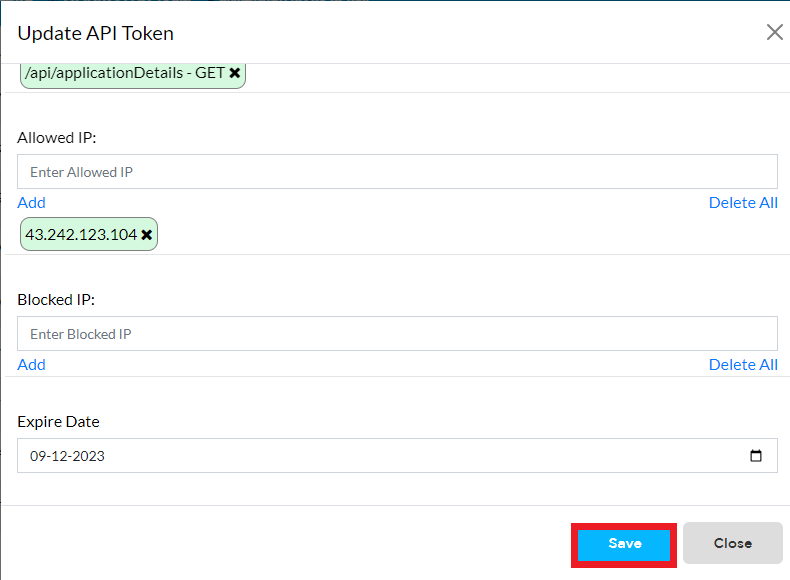 Update API Token
/api/applicationDetails - GET ✖
Allowed IP:
Enter Allowed IP
Add Delete All
43.242.123.104 ✖
Blocked IP:
Enter Blocked IP
Add Delete All
Expire Date
09-12-2023
Save Close